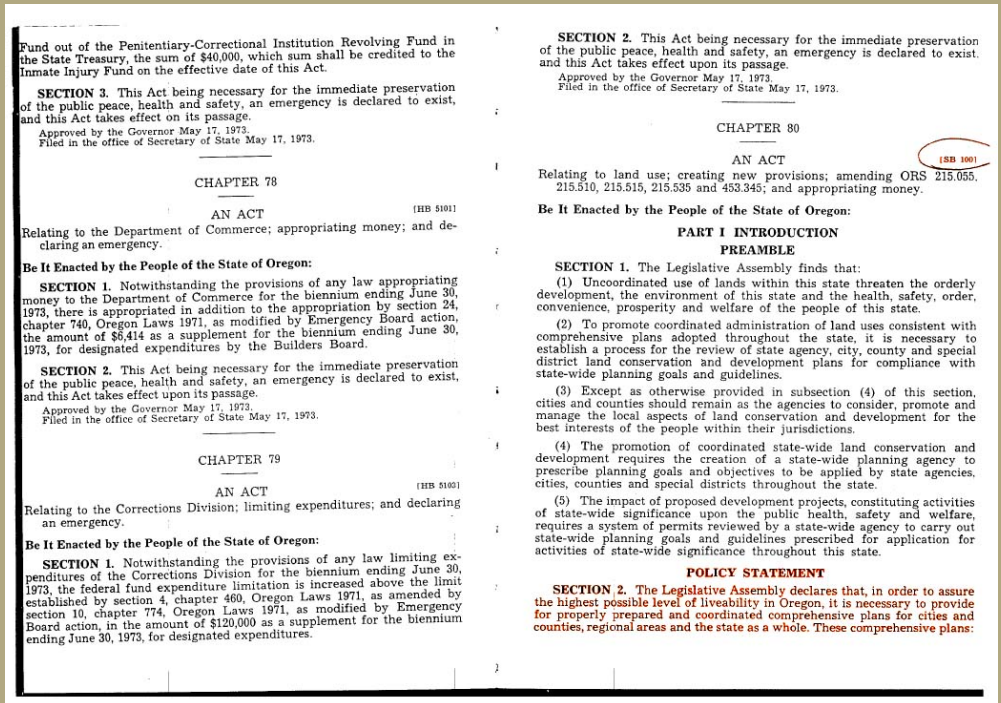 Fund out of the Penitentiary-Correctional Institution Revolving Fund in
the State Treasury, the sum of $40,000, which sum shall be credited to the
Inmate Injury Fund on the effective date of this Act.
SECTION 3. This Act being necessary for the immediate preservation
of the public peace, health and safety, an emergency is declared to exist,
and this Act takes effect on its passage.
Approved by the Governor May 17, 1973.
Filed in the office of Secretary of State May 17, 1973.
CHAPTER 78
AN ACT [HB 5101]
Relating to the Department of Commerce; appropriating money; and de-
claring an emergency.
Be It Enacted by the People of the State of Oregon:
SECTION 1. Notwithstanding the provisions of any law appropriating
money to the Department of Commerce for the biennium ending June 30,
1973, there is appropriated in addition to the appropriation by section 24,
chapter 740, Oregon Laws 1971, as modified by Emergency Board action,
the amount of $6,414 as a supplement for the biennium ending June 30,
1973, for designated expenditures by the Builders Board.
SECTION 2. This Act being necessary for the immediate preservation
of the public peace, health and safety, an emergency is declared to exist,
and this Act takes effect upon its passage.
Approved by the Governor May 17, 1973.
Filed in the office of Secretary of State May 17, 1973.
CHAPTER 79
AN ACT [HB 5103]
Relating to the Corrections Division; limiting expenditures; and declaring
an emergency.
Be It Enacted by the People of the State of Oregon:
SECTION 1. Notwithstanding the provisions of any law limiting ex-
penditures of the Corrections Division for the biennium ending June 30,
1973, the federal fund expenditure limitation is increased above the limit
established by section 4, chapter 460, Oregon Laws 1971, as amended by
section 10, chapter 774, Oregon Laws 1971, as modified by Emergency
Board action, in the amount of $120,000 as a supplement for the biennium
ending June 30, 1973, for designated expenditures.
SECTION 2. This Act being necessary for the immediate preservation
of the public peace, health and safety, an emergency is declared to exist,
and this Act takes effect upon its passage.
Approved by the Governor May 17, 1973.
Filed in the office of Secretary of State May 17, 1973.
CHAPTER 80
AN ACT [SB 100]
Relating to land use; creating new provisions; amending ORS 215.055,
215.510, 215.515, 215.535 and 453.345; and appropriating money.
Be It Enacted by the People of the State of Oregon:
PART I INTRODUCTION
PREAMBLE
SECTION 1. The Legislative Assembly finds that:
(1) Uncoordinated use of lands within this state threaten the orderly
development, the environment of this state and the health, safety, order,
convenience, prosperity and welfare of the people of this state.
(2) To promote coordinated administration of land uses consistent with
comprehensive plans adopted throughout the state, it is necessary to
establish a process for the review of state agency, city, county and special
district land conservation and development plans for compliance with
state-wide planning goals and guidelines.
(3) Except as otherwise provided in subsection (4) of this section,
cities and counties should remain as the agencies to consider, promote and
manage the local aspects of land conservation and development for the
best interests of the people within their jurisdictions.
(4) The promotion of coordinated state-wide land conservation and
development requires the creation of a state-wide planning agency to
prescribe planning goals and objectives to be applied by state agencies,
cities, counties and special districts throughout the state.
(5) The impact of proposed development projects, constituting activities
of state-wide significance upon the public health, safety and welfare,
requires a system of permits reviewed by a state-wide agency to carry out
state-wide planning goals and guidelines prescribed for application for
activities of state-wide significance throughout this state.
POLICY STATEMENT
SECTION 2. The Legislative Assembly declares that, in order to assure
the highest possible level of liveability in Oregon, it is necessary to provide
for properly prepared and coordinated comprehensive plans for cities and
counties, regional areas and the state as a whole. These comprehensive plans: